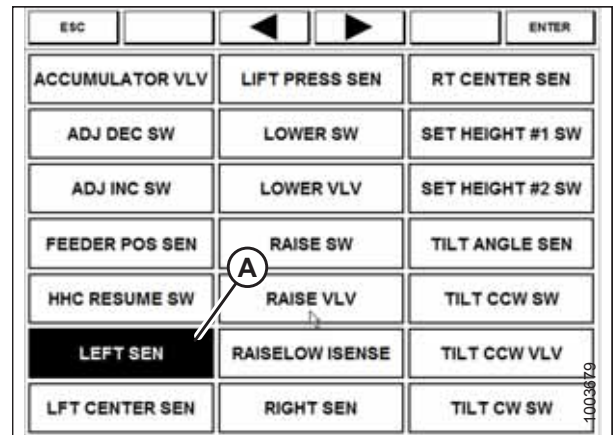 ESC ENTER
ACCUMULATOR VLV LIFT PRESS SEN RT CENTER SEN
ADJ DEC SW LOWER SW SET HEIGHT #1 SW
ADJ INC SW LOWER VLV SET HEIGHT #2 SW
FEEDER POS SEN RAISE SW TILT ANGLE SEN
A
HHC RESUME SW RAISE VLV TILT CCW SW
LEFT SEN RAISELOW ISENSE TILT CCW VLV
LFT CENTER SEN RIGHT SEN TILT CW SW
1003679